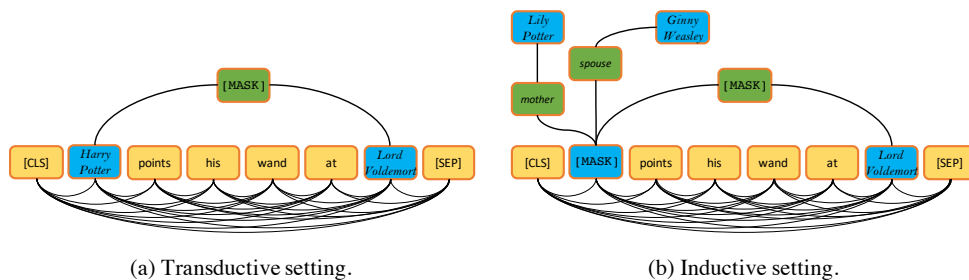 [MASK]
[CLS] Harry Potter points his wand at Lord Voldemort [SEP]
(a) Transductive setting.
Lily Potter
Ginny Weasley
spouse
mother
[MASK]
[CLS] [MASK] points his wand at Lord Voldemort [SEP]
(b) Inductive setting.